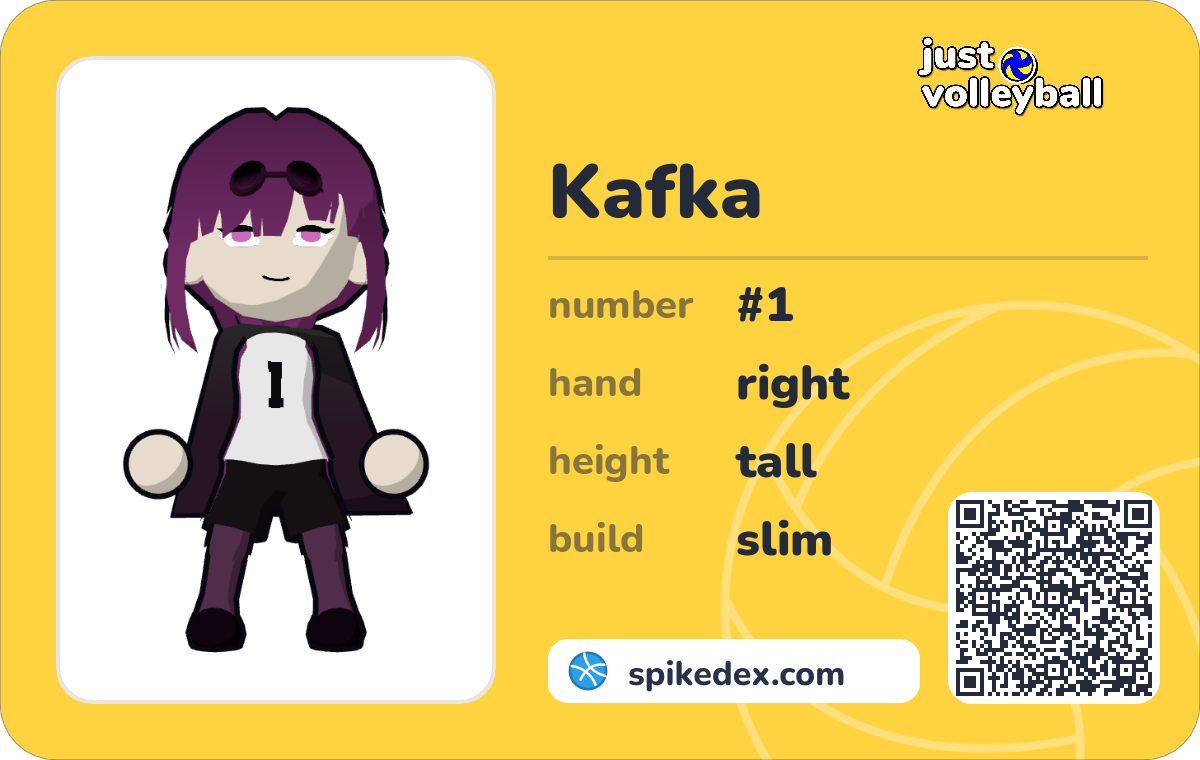 just
volleyball
Kafka
number #1
hand right
height tall
build slim
1
spikedex.com